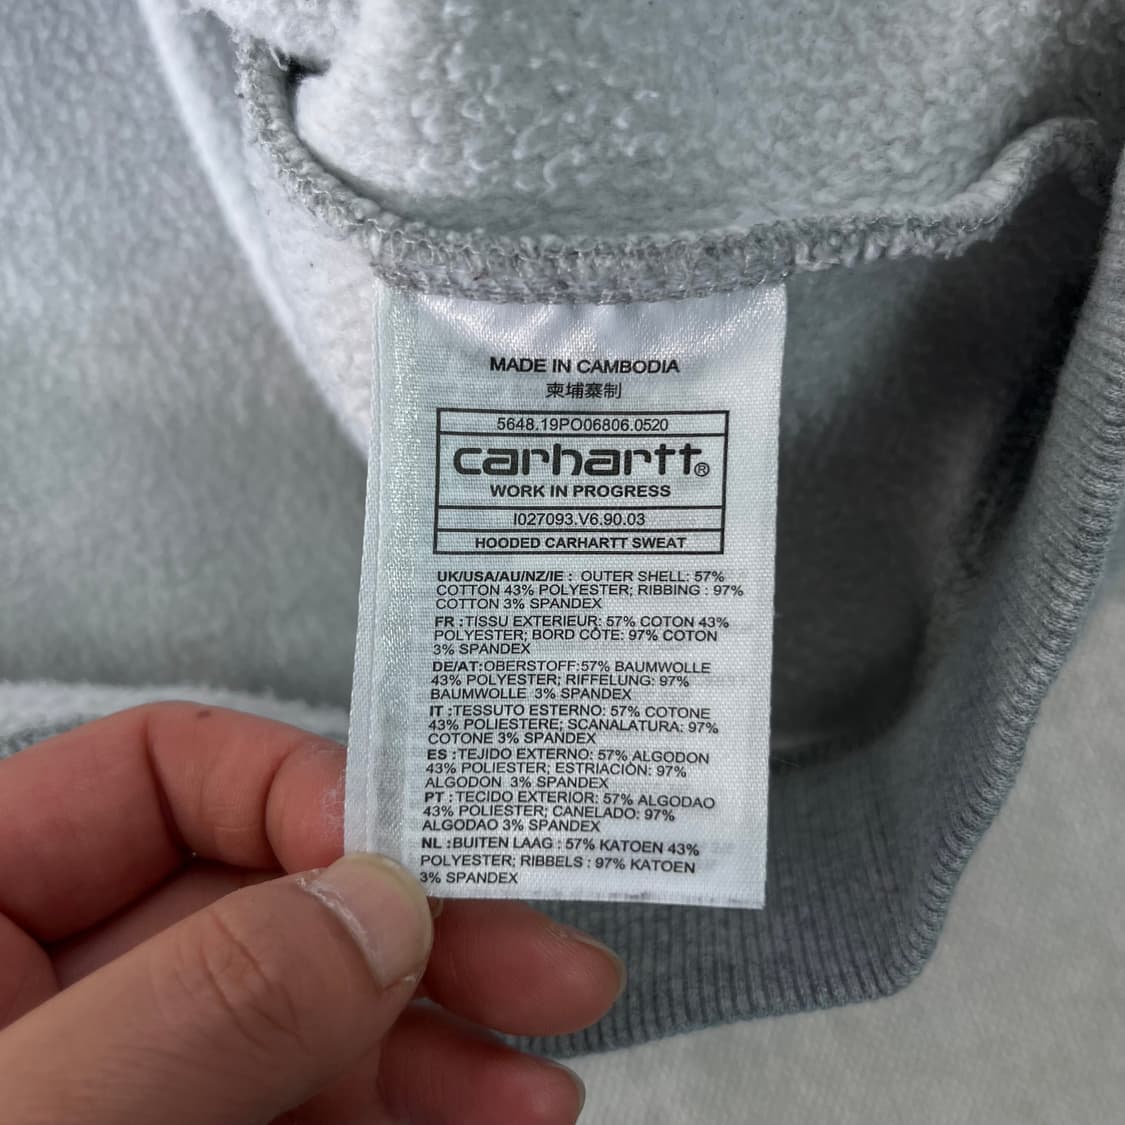 MADE IN CAMBODIA
柬埔寨制
5648.19PO06806.0520
carhartt®
WORK IN PROGRESS
I027093.V6.90.03
HOODED CARHARTT SWEAT
UK/USA/AU/NZ/IE : OUTER SHELL: 57%
COTTON 43% POLYESTER; RIBBING : 97%
COTTON 3% SPANDEX
FR :TISSU EXTERIEUR: 57% COTON 43%
POLYESTER; BORD CÔTE: 97% COTON
3% SPANDEX
DE/AT:OBERSTOFF:57% BAUMWOLLE
43% POLYESTER; RIFFELUNG: 97%
BAUMWOLLE 3% SPANDEX
IT :TESSUTO ESTERNO: 57% COTONE
43% POLIESTERE; SCANALATURA: 97%
COTONE 3% SPANDEX
ES :TEJIDO EXTERNO: 57% ALGODON
43% POLIESTER; ESTRIACIÓN: 97%
ALGODON 3% SPANDEX
PT :TECIDO EXTERIOR: 57% ALGODAO
43% POLIESTER; CANELADO: 97%
ALGODAO 3% SPANDEX
NL :BUITEN LAAG : 57% KATOEN 43%
POLYESTER; RIBBELS : 97% KATOEN
3% SPANDEX